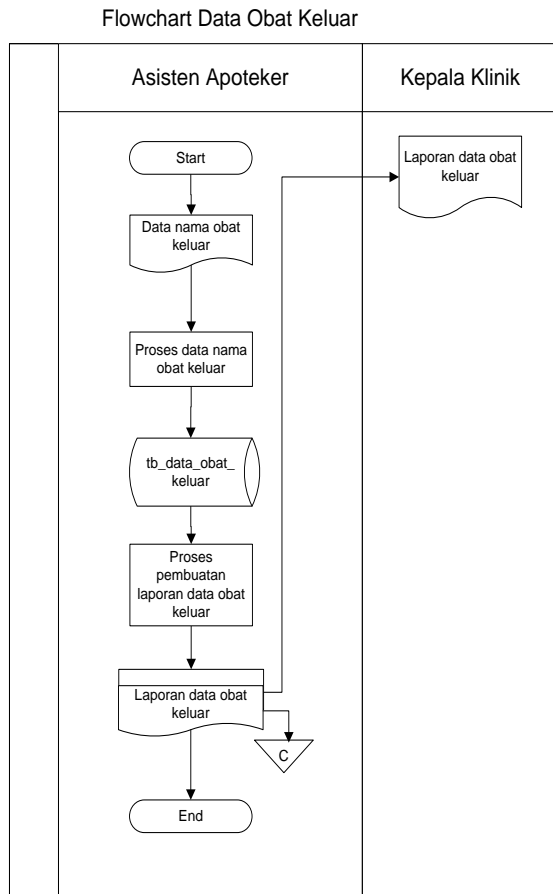 Flowchart Data Obat Keluar
Asisten Apoteker
Kepala Klinik
Start
Data nama obat
keluar
Proses data nama
obat keluar
tb_data_obat_
keluar
Proses
pembuatan
laporan data obat
keluar
Laporan data obat
keluar
C
End
Laporan data obat
keluar